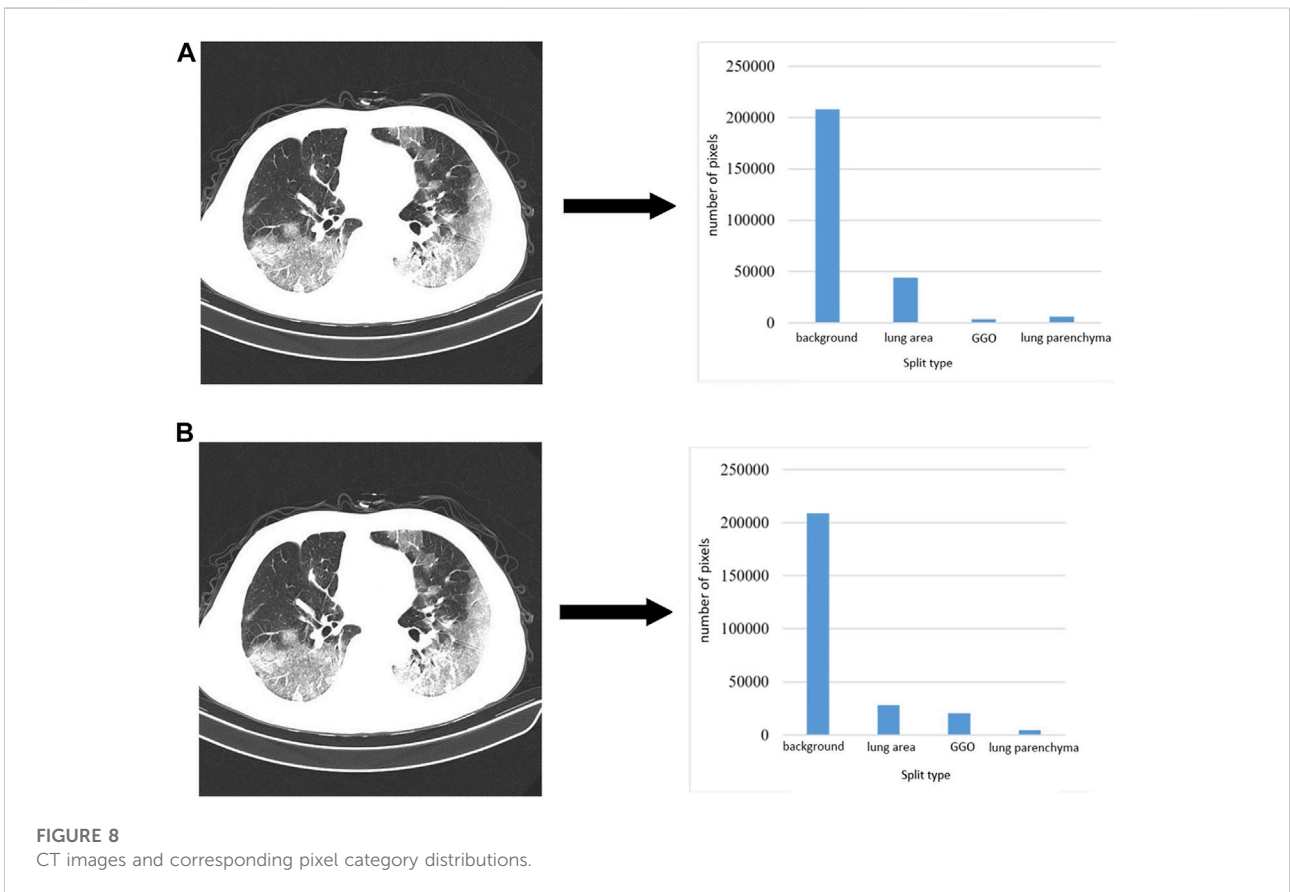 A
250000
200000
150000
100000
50000
0
number of pixels
background lung area GGO lung parenchyma
Split type
B
250000
200000
150000
100000
50000
0
number of pixels
background lung area GGO lung parenchyma
Split type
FIGURE 8
CT images and corresponding pixel category distributions.